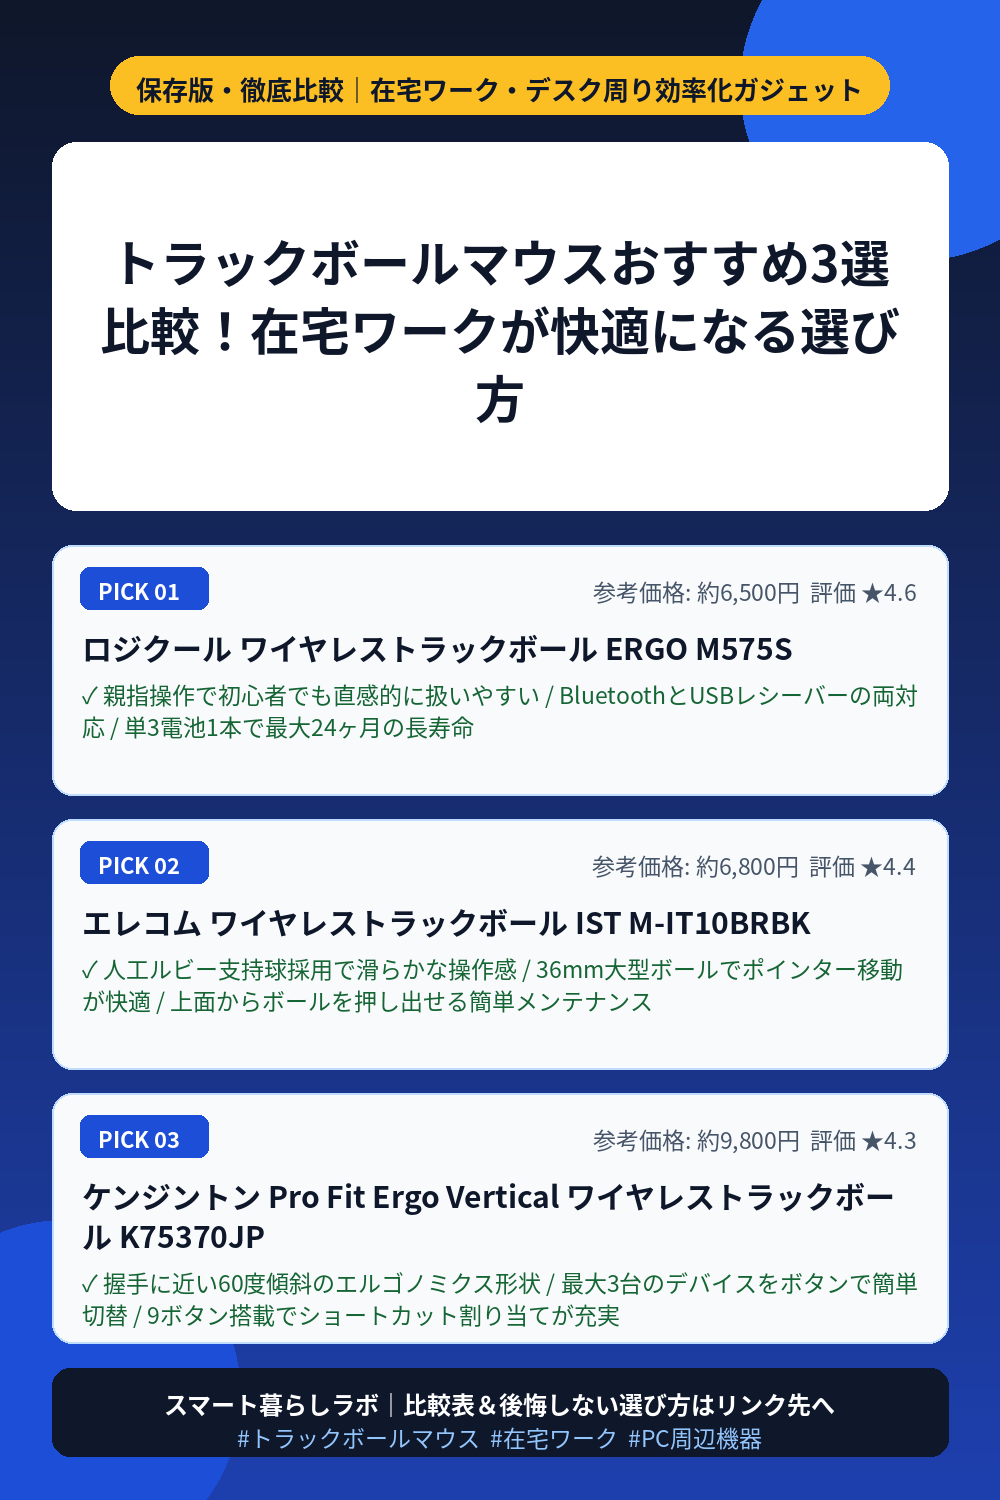 保存版・徹底比較｜在宅ワーク・デスク周り効率化ガジェット
トラックボールマウスおすすめ3選
比較！在宅ワークが快適になる選び
方
PICK 01
参考価格: 約6,500円 評価 ★4.6
ロジクール ワイヤレストラックボール ERGO M575S
✓ 親指操作で初心者でも直感的に扱いやすい / BluetoothとUSBレシーバーの両対
応 / 単3電池1本で最大24ヶ月の長寿命
PICK 02
参考価格: 約6,800円 評価 ★4.4
エレコム ワイヤレストラックボール IST M-IT10BRBK
✓ 人工ルビー支持球採用で滑らかな操作感 / 36mm大型ボールでポインター移動
が快適 / 上面からボールを押し出せる簡単メンテナンス
PICK 03
参考価格: 約9,800円 評価 ★4.3
ケンジントン Pro Fit Ergo Vertical ワイヤレストラックボー
ル K75370JP
✓ 握手に近い60度傾斜のエルゴノミクス形状 / 最大3台のデバイスをボタンで簡単
切替 / 9ボタン搭載でショートカット割り当てが充実
スマート暮らしラボ｜比較表＆後悔しない選び方はリンク先へ
#トラックボールマウス #在宅ワーク #PC周辺機器